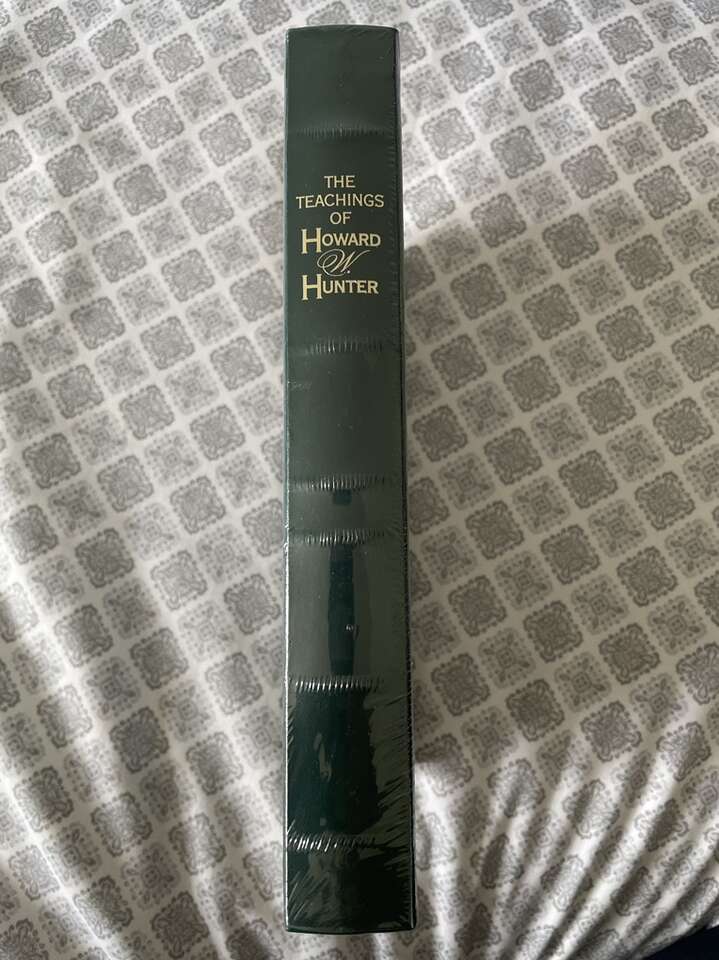 THE
TEACHINGS
OF
HOWARD
W.
HUNTER